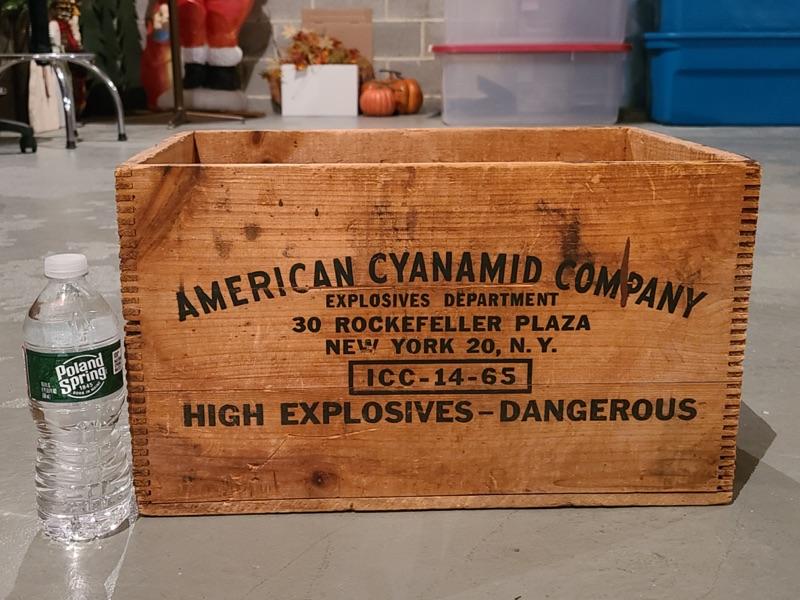 AMERICAN CYANAMID COMPANY
EXPLOSIVES DEPARTMENT
30 ROCKEFELLER PLAZA
NEW YORK 20, N.Y.
ICC-14-65
HIGH EXPLOSIVES-DANGEROUS
Poland
Spring
1845